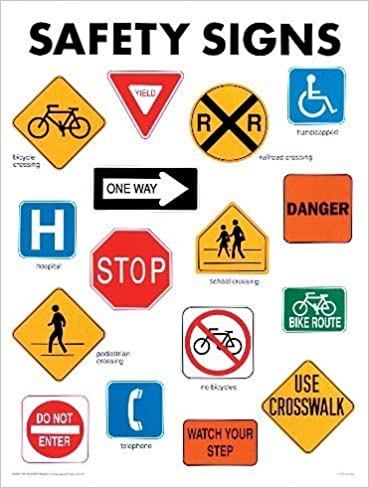 SAFETY SIGNS
YIELD
R R
handicapped
bicycle
crossing
railroad crossing
ONE WAY
DANGER
H
hospital
STOP
school crossing
BIKE ROUTE
pedestrian
crossing
no bicycles
USE
CROSSWALK
DO NOT
ENTER
telephone
WATCH YOUR
STEP